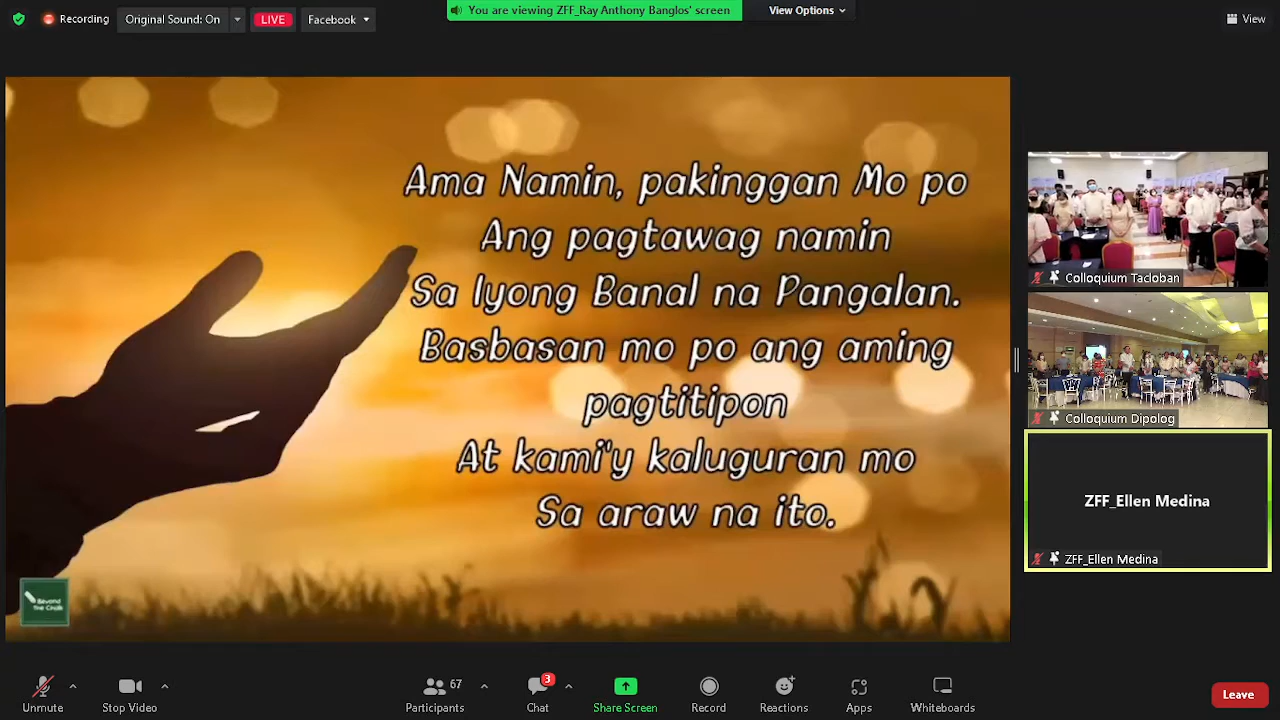 Recording
Original Sound: On
LIVE
Facebook
You are viewing ZFF_Ray Anthony Banglos' screen
View Options
View
Ama Namin, pakinggan Mo po
Ang pagtawag namin
Sa Iyong Banal na Pangalan.
Basbasan mo po ang aming
pagtitipon
At kami'y kaluguran mo
Sa araw na ito.
Beyond
The Chalk
Colloquium Tacloban
Colloquium Dipolog
ZFF_Ellen Medina
ZFF_Ellen Medina
Unmute
Stop Video
Participants
67
Chat
3
Share Screen
Record
Reactions
Apps
Whiteboards
Leave